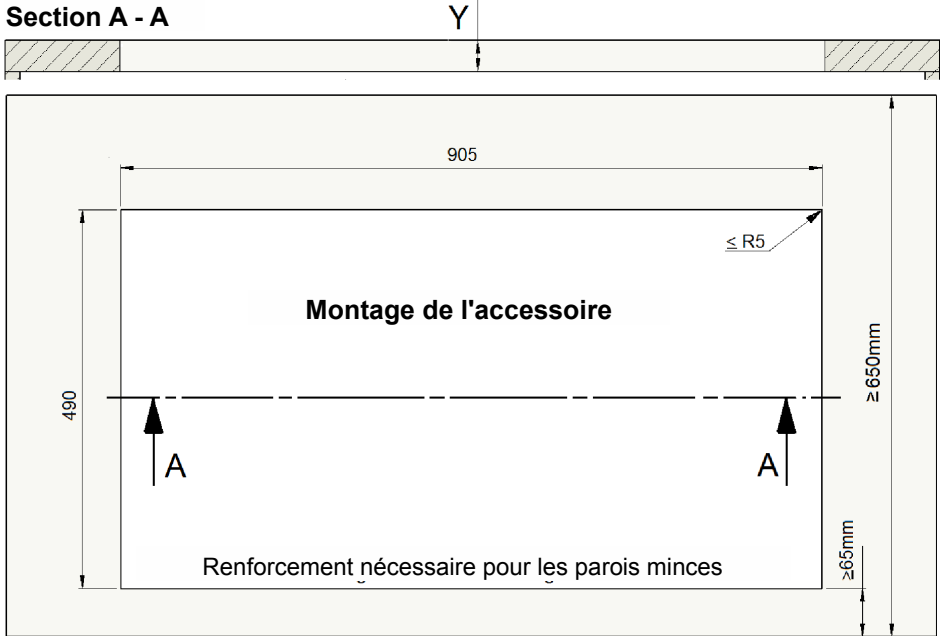 Section A - A
Y
905
≤ R5
Montage de l'accessoire
≥650mm
490
A
A
Renforcement nécessaire pour les parois minces
≥65mm